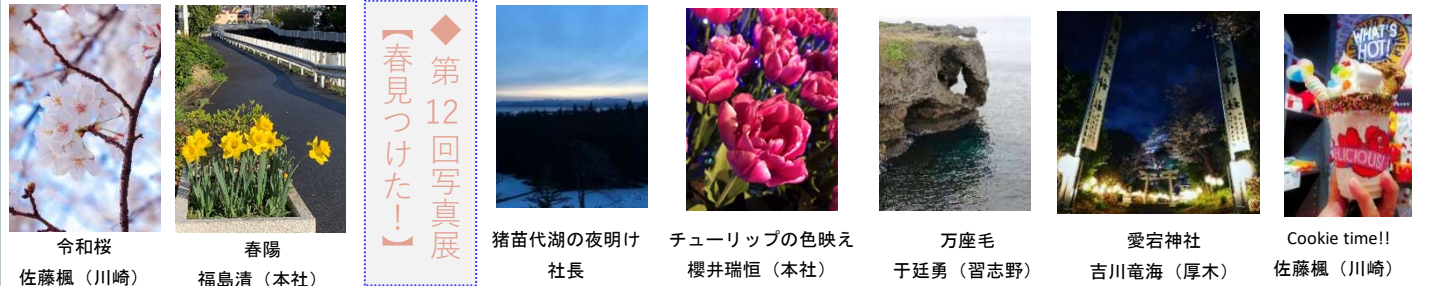 ◆第12回写真展
【春見つけた!】
令和桜
佐藤楓（川崎）
春陽
福島清（本社）
猪苗代湖の夜明け
社長
チューリップの色映え
櫻井瑞恒（本社）
万座毛
于廷勇（習志野）
愛宕神社
吉川竜海（厚木）
WHAT'S
HOT!
LICIOUS!
Cookie time!!
佐藤楓（川崎）